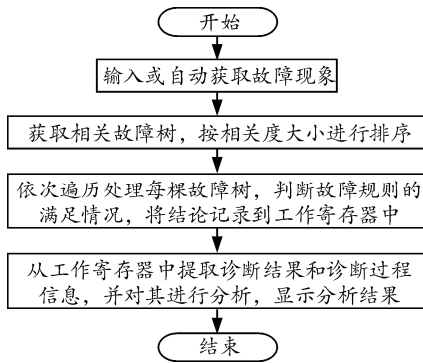 开始
输入或自动获取故障现象
获取相关故障树，按相关度大小进行排序
依次遍历处理每棵故障树，判断故障规则的
满足情况，将结论记录到工作寄存器中
从工作寄存器中提取诊断结果和诊断过程
信息，并对其进行分析，显示分析结果
结束